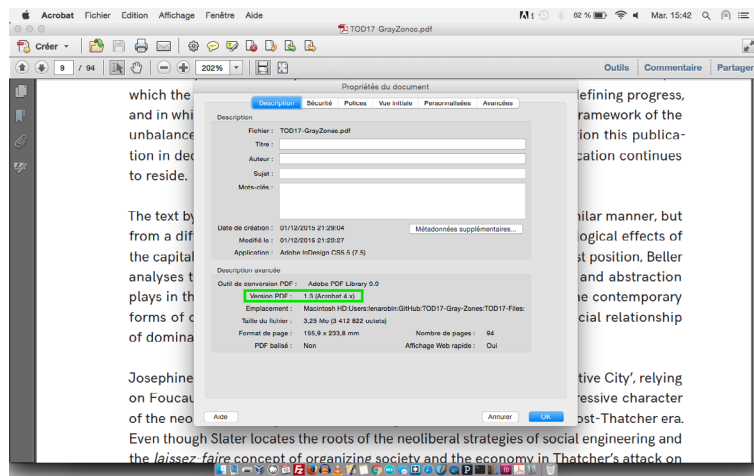 Acrobat Fichier Edition Affichage Fenêtre Aide
82 % Mar. 15:42
TOD17-GrayZones.pdf
Créer
9 / 94 202% Outils Commentaire Partager
Propriétés du document
Description Sécurité Polices Vue initiale Personnalisées Avancées
Description
Fichier : TOD17-GrayZones.pdf
Titre :
Auteur :
Sujet :
Mots-clés :
Date de création : 01/12/2015 21:29:04 Métadonnées supplémentaires...
Modifié le : 01/12/2015 21:29:27
Application : Adobe InDesign CS5.5 (7.5)
Description avancée
Outil de conversion PDF : Adobe PDF Library 9.9
Version PDF : 1.3 (Acrobat 4.x)
Emplacement : Macintosh HD:Users:lenarobin:GitHub:TOD17-Gray-Zones:TOD17-Files:
Taille du fichier : 3,25 Mo (3 412 822 octets)
Format de page : 155,9 x 233,8 mm Nombre de pages : 94
PDF balisé : Non Affichage Web rapide : Oui
Aide Annuler OK
which the efining progress,
and in whi ramework of the
unbalance ion this publica-
tion in dec cation continues
to reside.
The text by nilar manner, but
from a dif logical effects of
the capital st position, Beller
analyses t and abstraction
plays in th ne contemporary
forms of c cial relationship
of domina
Josephine tive City', relying
on Foucau ressive character
of the neo ost-Thatcher era.
Even though Slater locates the roots of the neoliberal strategies of social engineering and
the laissez-faire concept of organizing society and the economy in Thatcher's attack on